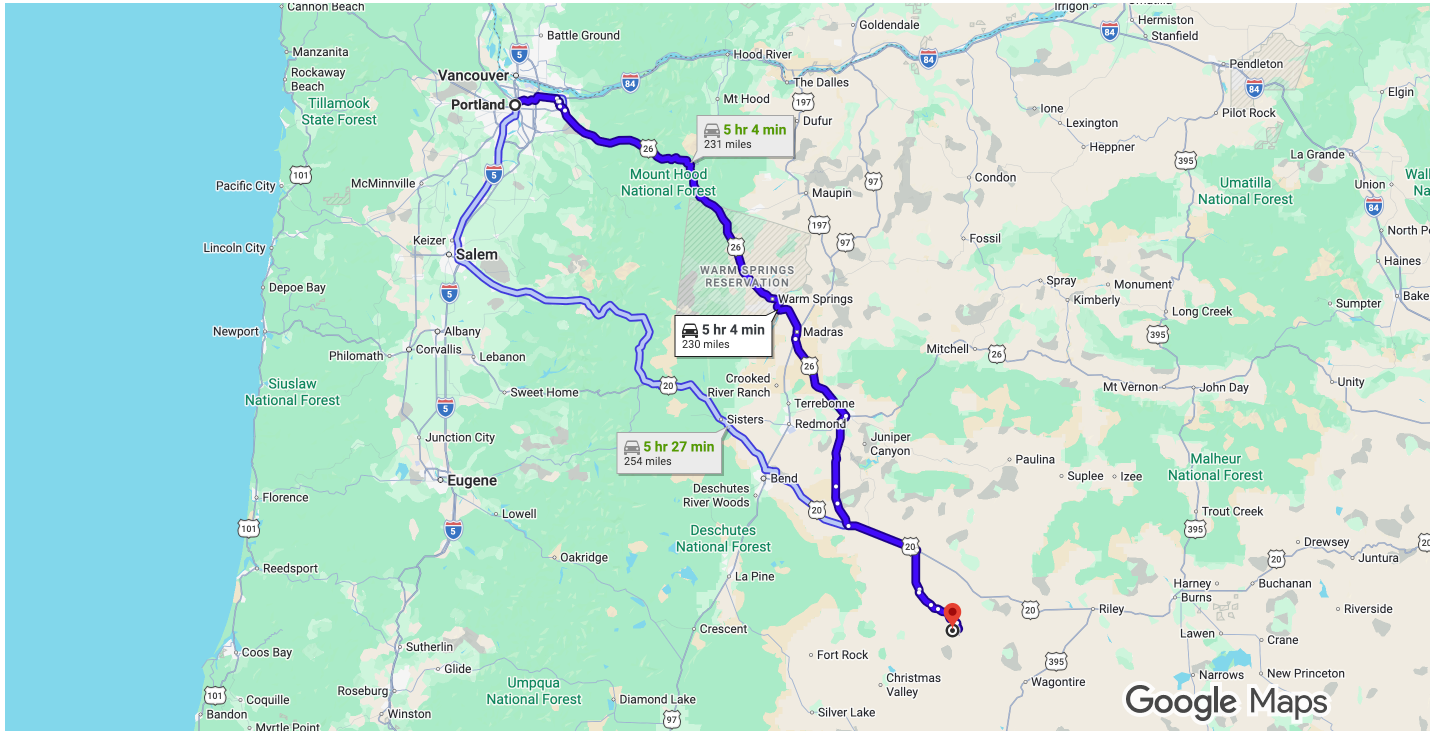 Cannon Beach
Goldendale
Irrigon
84
Hermiston
Stanfield
Battle Ground
5
Manzanita
Hood River
84
Pendleton
Vancouver
Rockaway
Beach
84
The Dalles
84
Elgin
Portland
Mt Hood
197
Tillamook
State Forest
Ione
Pilot Rock
Dufur
Lexington
5 hr 4 min
231 miles
26
Heppner
La Grande
395
101
5
Mount Hood
National Forest
Condon
Pacific City
McMinnville
97
Umatilla
National Forest
Union
Maupin
84
197
Keizer
97
Fossil
Lincoln City
26
Salem
Haines
WARM SPRINGS
RESERVATION
Spray
Monument
Depoe Bay
5
Warm Springs
Kimberly
Sumpter
Long Creek
Newport
Albany
5 hr 4 min
230 miles
Madras
395
Corvallis
Philomath
Lebanon
Mitchell
26
26
Crooked
River Ranch
Siuslaw
National Forest
Sweet Home
20
Mt Vernon
John Day
Unity
5
Terrebonne
Sisters
Redmond
Junction City
5 hr 27 min
254 miles
Juniper
Canyon
Paulina
Malheur
National Forest
Suplee
Izee
Eugene
Bend
Deschutes
River Woods
Florence
Lowell
20
Trout Creek
101
5
Deschutes
National Forest
395
Drewsey
20
20
Oakridge
20
Juntura
Reedsport
La Pine
Harney
Buchanan
Burns
20
Riley
Riverside
Crescent
Lawen
Crane
Sutherlin
Coos Bay
Fort Rock
395
Glide
Narrows
New Princeton
Wagontire
Christmas
Valley
101
Roseburg
Umpqua
National Forest
Coquille
Diamond Lake
Bandon
Winston
Silver Lake
97
Myrtle Point
Google Maps